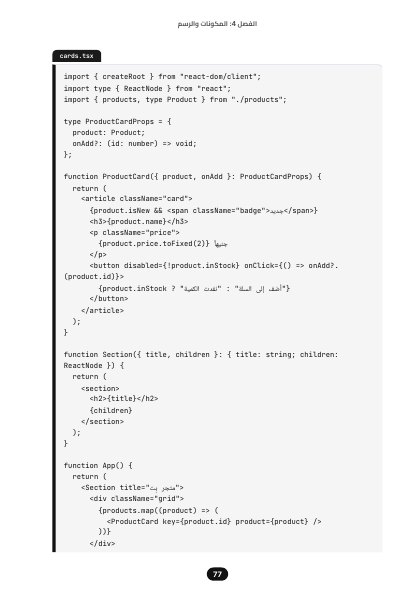 الفصل 4: المكونات والرسم
cards.tsx
import { createRoot } from "react-dom/client";
import type { ReactNode } from "react";
import { products, type Product } from "./products";
type ProductCardProps = {
product: Product;
onAdd?: (id: number) => void;
};
function ProductCard({ product, onAdd }: ProductCardProps) {
return (
<article className="card">
{product.isNew && <span className="badge">جديد</span>}
<h3>{product.name}</h3>
<p className="price">
{product.price.toFixed(2)} جنيهاً
</p>
<button disabled={!product.inStock} onClick={() => onAdd?.
(product.id)}>
{product.inStock ? "أضف إلى السلة" : "نفدت الكمية"}
</button>
</article>
);
}
function Section({ title, children }: { title: string; children:
ReactNode }) {
return (
<section>
<h2>{title}</h2>
{children}
</section>
);
}
function App() {
return (
<Section title="متجر بت">
<div className="grid">
{products.map((product) => (
<ProductCard key={product.id} product={product} />
))}
</div>
77